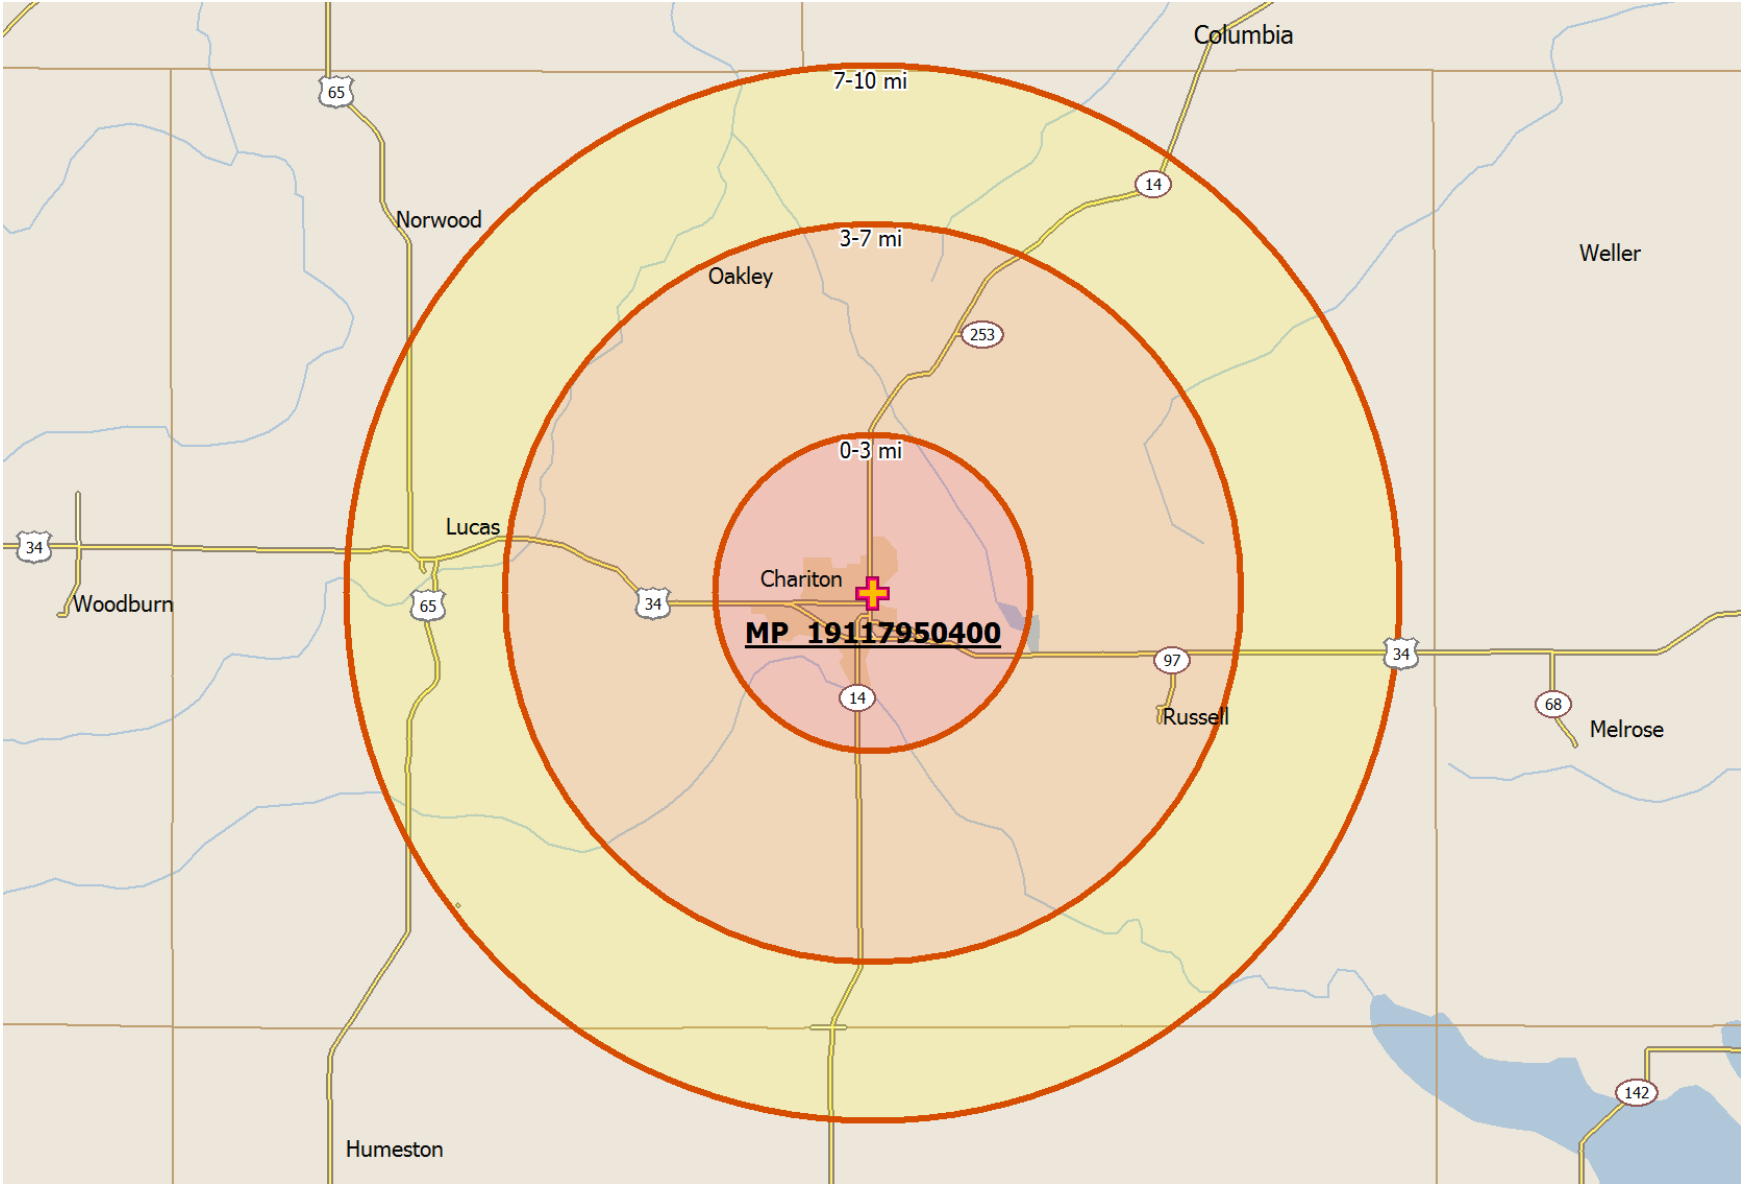 Columbia
7-10 mi
65
14
Norwood
3-7 mi
Weller
Oakley
253
0-3 mi
Lucas
34
Chariton
Woodburn
65
34
MP 19117950400
34
97
14
68
Russell
Melrose
142
Humeston